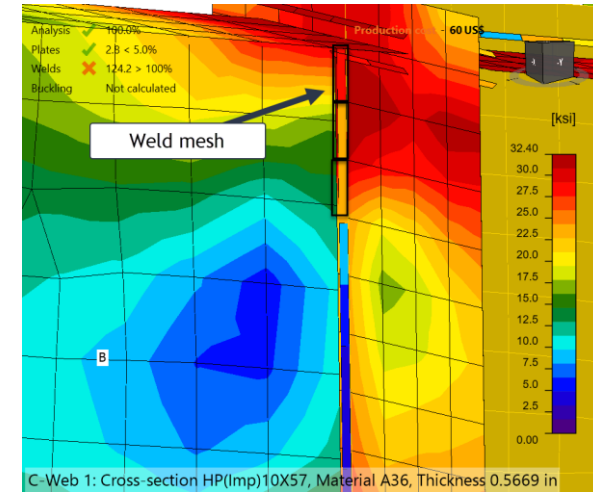 Analysis ✔ 100.0%
Production cost - 60 US$
Plates ✔ 2.8 < 5.0%
Welds ✖ 124.2 > 100%
Buckling Not calculated
Weld mesh
-Y
[ksi]
32.40
30.0
27.5
25.0
22.5
20.0
17.5
15.0
12.5
10.0
7.5
5.0
2.5
0.00
B
C-Web 1: Cross-section HP(Imp)10X57, Material A36, Thickness 0.5669 in